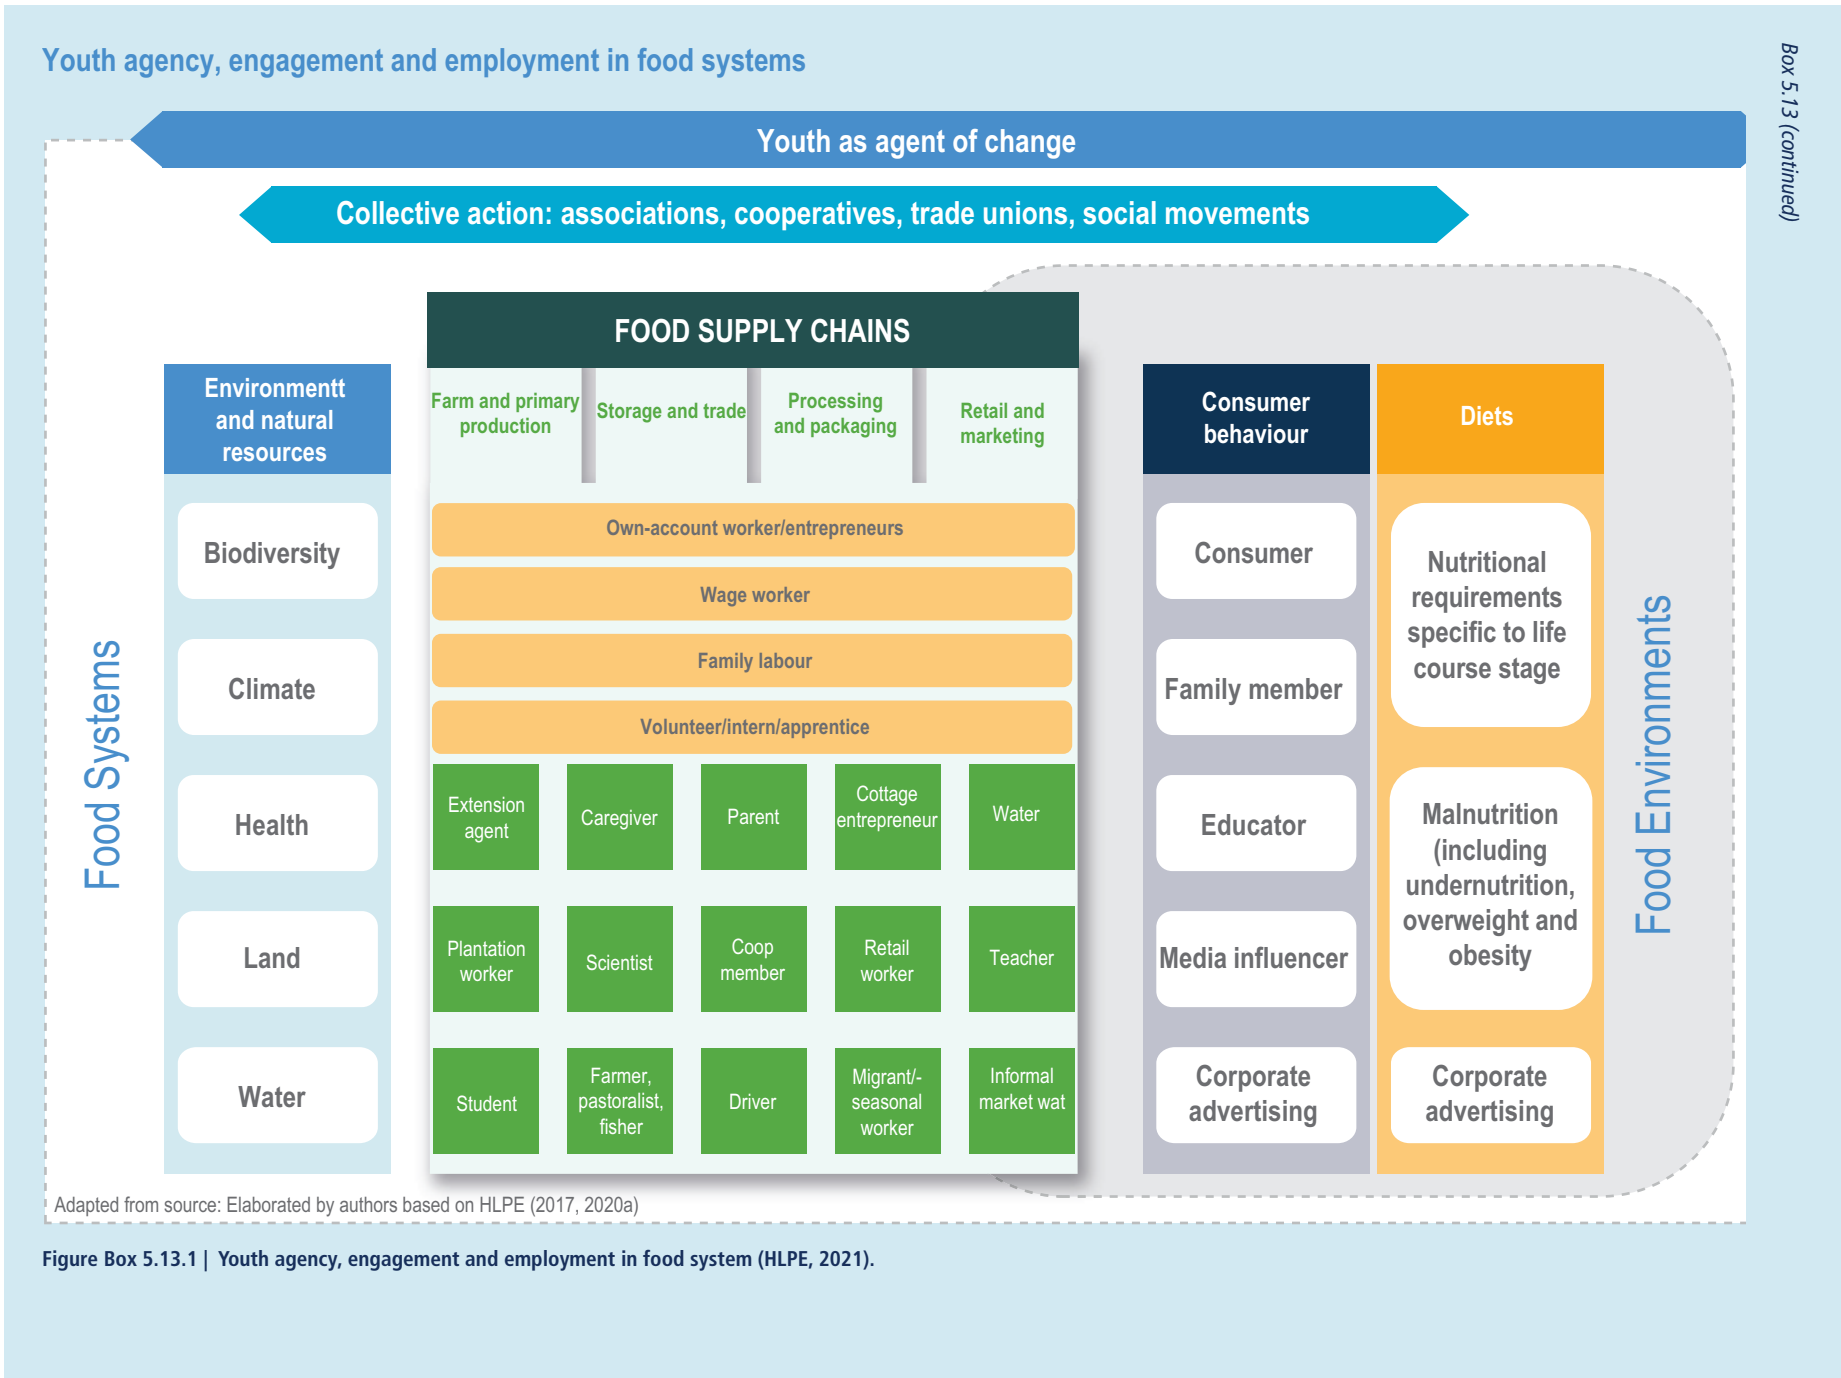 Youth agency, engagement and employment in food systems
Box 5.13 (continued)
Youth as agent of change
Collective action: associations, cooperatives, trade unions, social movements
Food Systems
Environmentt
and natural
resources
Biodiversity
Climate
Health
Land
Water
FOOD SUPPLY CHAINS
Farm and primary
production
Storage and trade
Processing
and packaging
Retail and
marketing
Own-account worker/entrepreneurs
Wage worker
Family labour
Volunteer/intern/apprentice
Extension
agent
Caregiver
Parent
Cottage
entrepreneur
Water
Plantation
worker
Scientist
Coop
member
Retail
worker
Teacher
Student
Farmer,
pastoralist,
fisher
Driver
Migrant/-
seasonal
worker
Informal
market wat
Consumer
behaviour
Consumer
Family member
Educator
Media influencer
Corporate
advertising
Diets
Nutritional
requirements
specific to life
course stage
Malnutrition
(including
undernutrition,
overweight and
obesity
Corporate
advertising
Food Environments
Adapted from source: Elaborated by authors based on HLPE (2017, 2020a)
Figure Box 5.13.1 | Youth agency, engagement and employment in food system (HLPE, 2021).